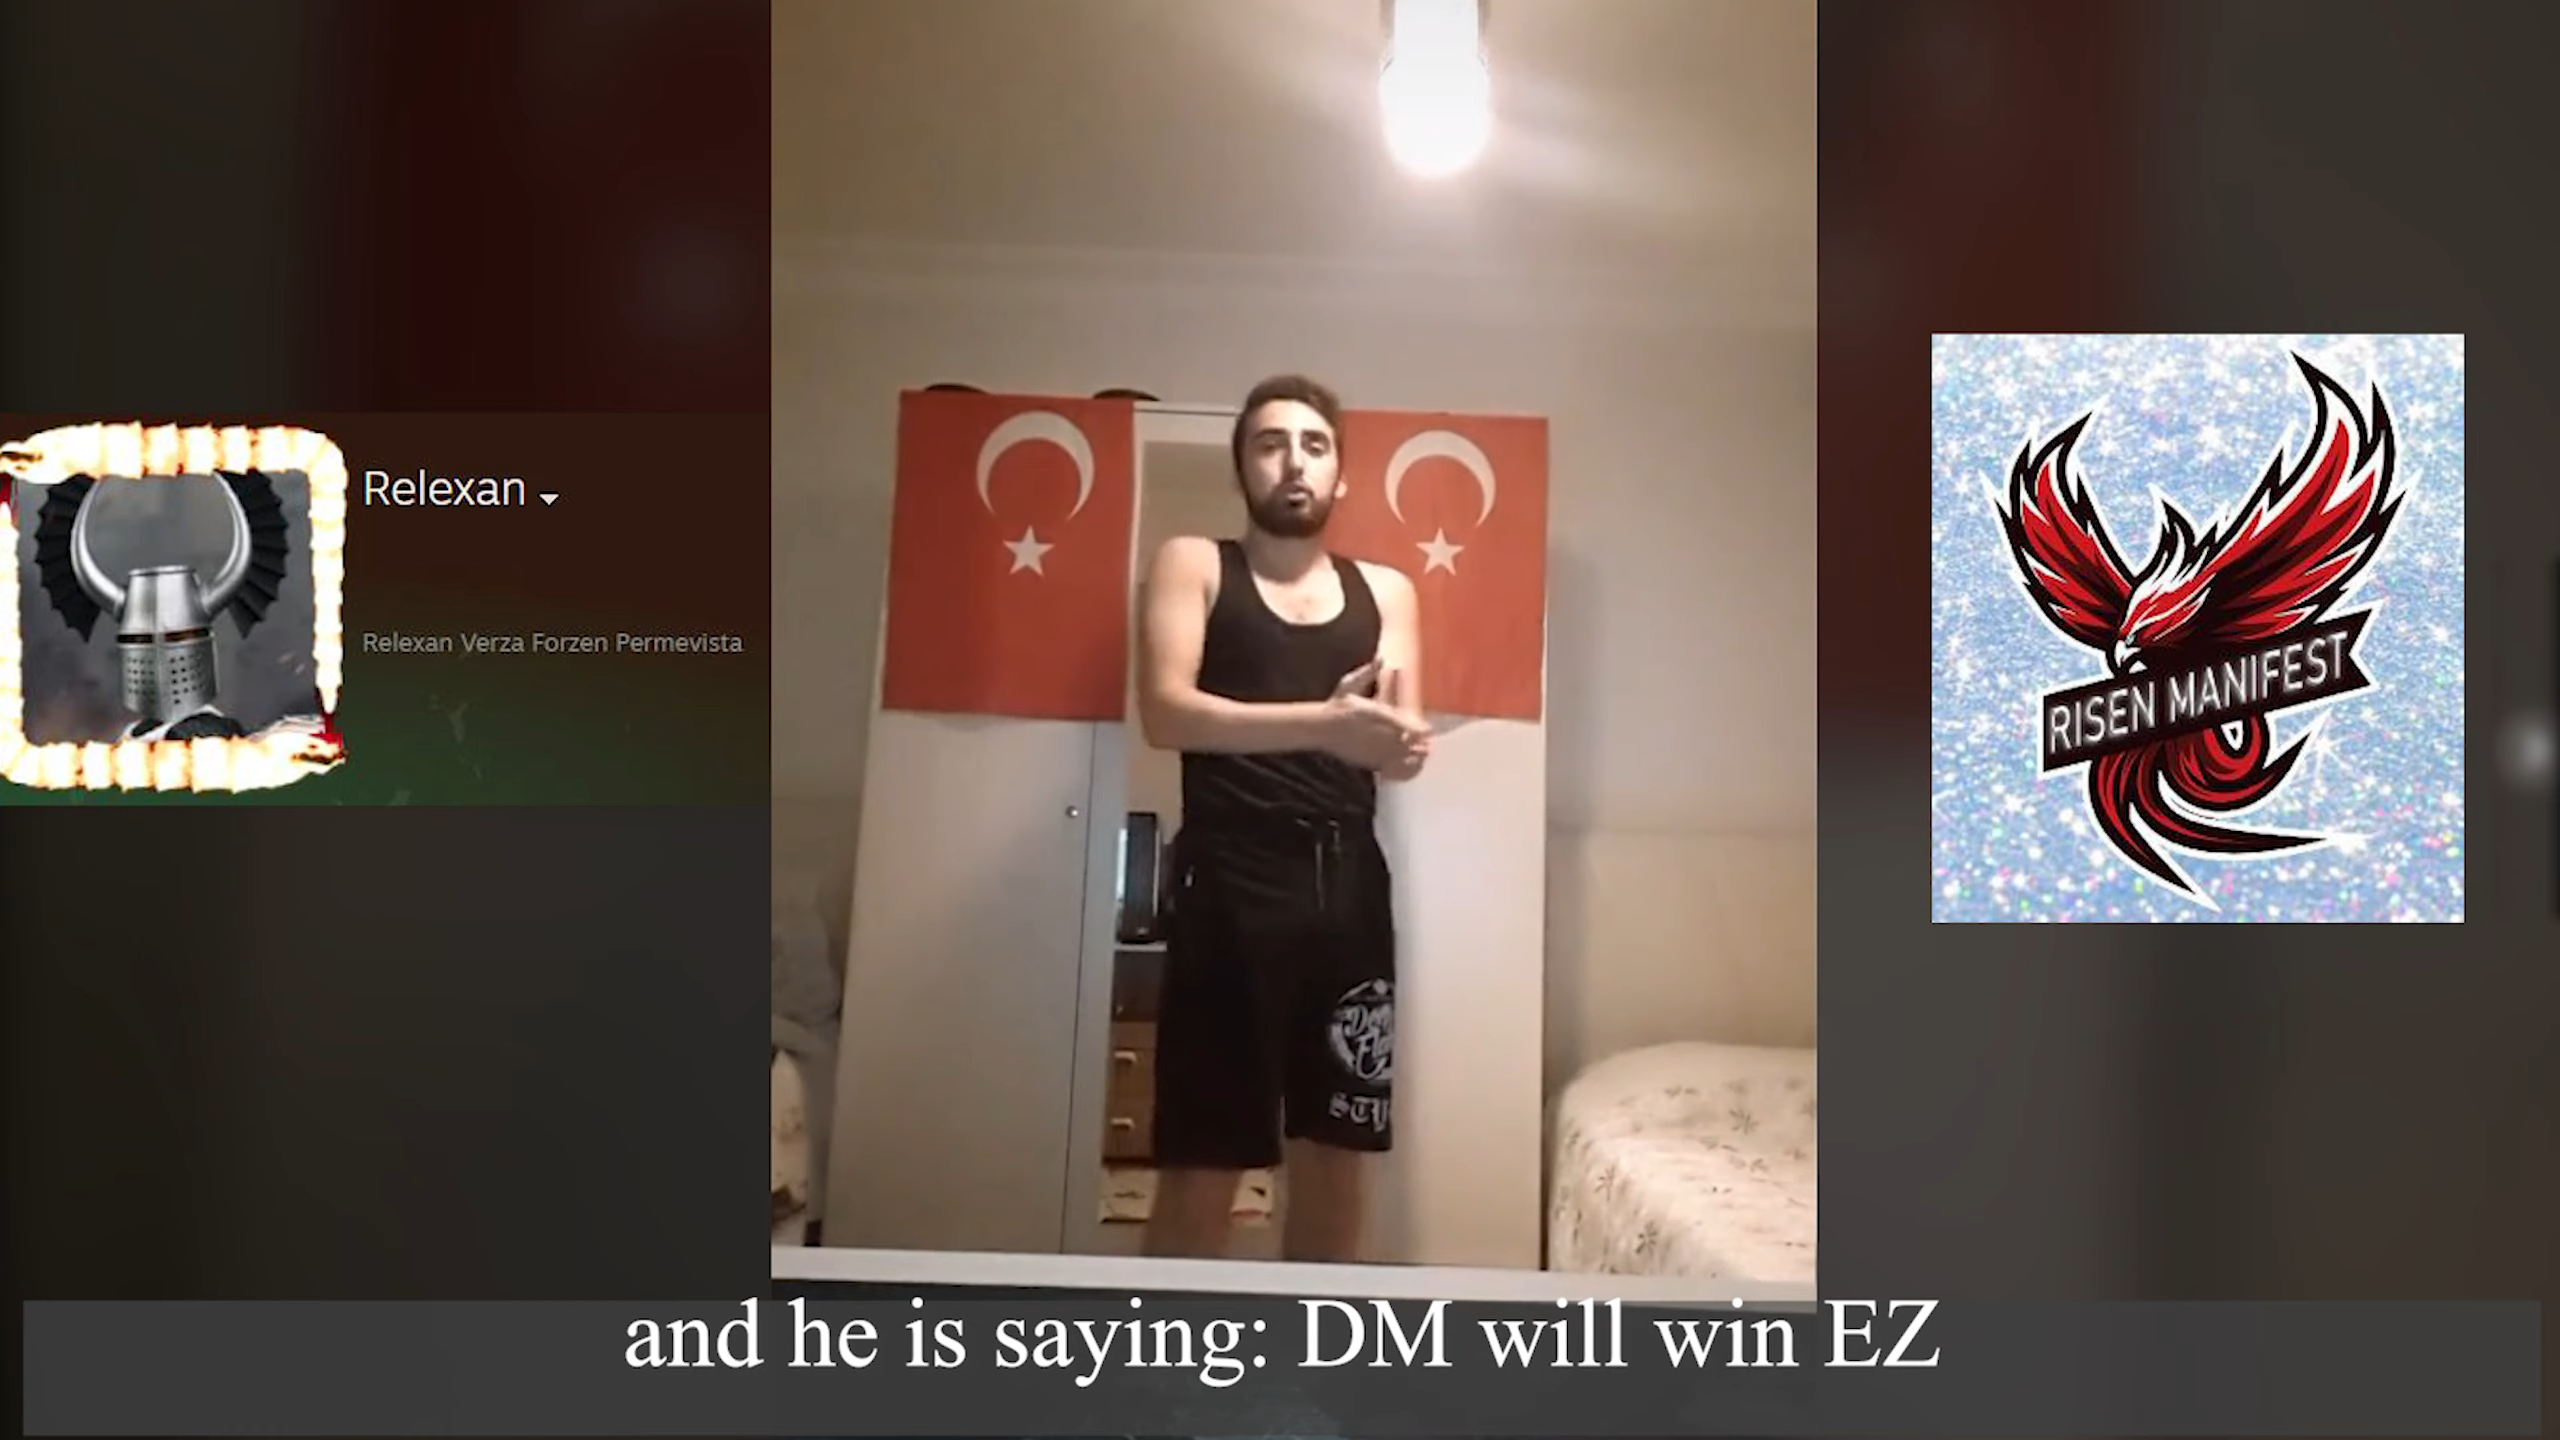 Relexan
Relexan Verza Forzen Permevista
RISEN MANIFEST
and he is saying: DM will win EZ